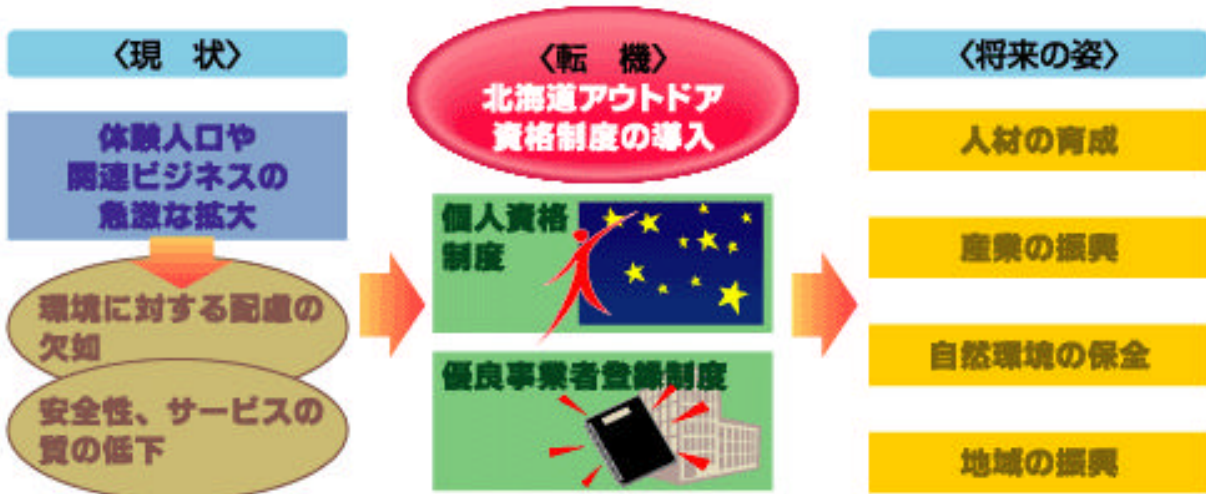 〈現　状〉
体験人口や
関連ビジネスの
急激な拡大
環境に対する配慮の
欠如
安全性、サービスの
質の低下
〈転　機〉
北海道アウトドア
資格制度の導入
個人資格
制度
優良事業者登録制度
〈将来の姿〉
人材の育成
産業の振興
自然環境の保全
地域の振興